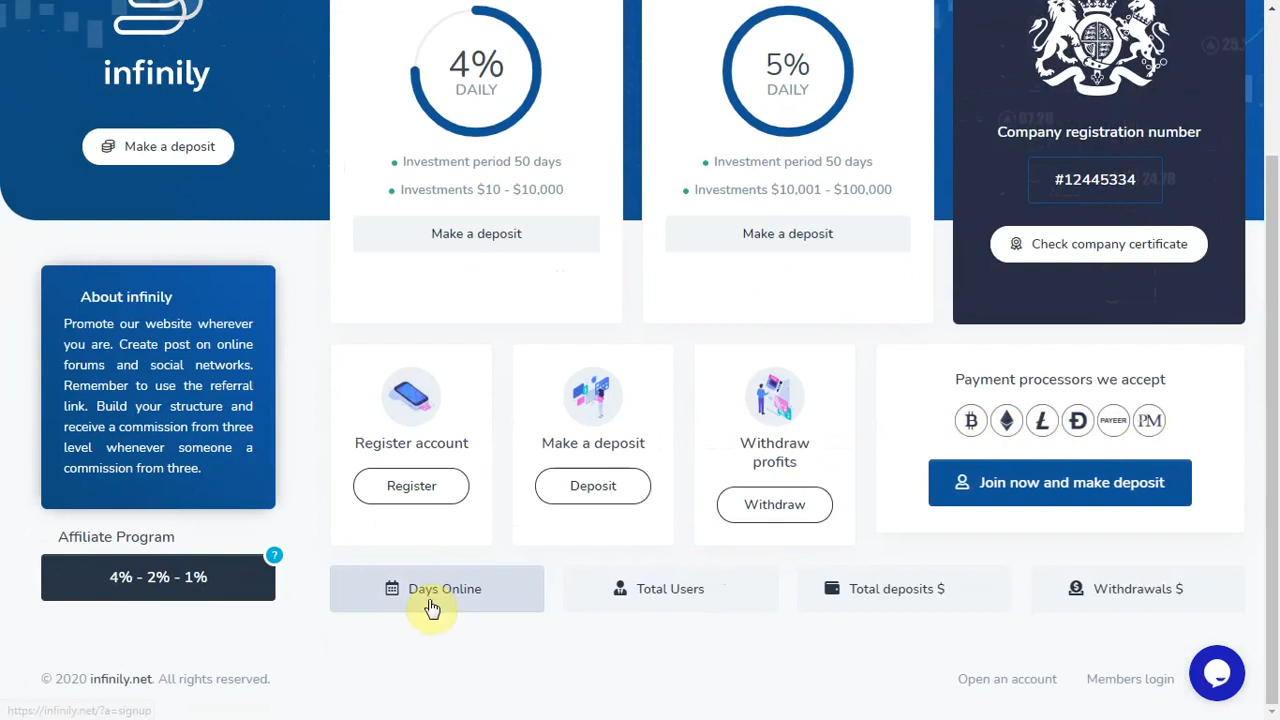 infinily
Make a deposit
4%
DAILY
Investment period 50 days
Investments $10 - $10,000
Make a deposit
5%
DAILY
Investment period 50 days
Investments $10,001 - $100,000
Make a deposit
Company registration number
#12445334
Check company certificate
About infinily
Promote our website wherever
you are. Create post on online
forums and social networks.
Remember to use the referral
link. Build your structure and
receive a commission from three
level whenever someone a
commission from three.
Affiliate Program
?
4% - 2% - 1%
Register account
Register
Make a deposit
Deposit
Withdraw
profits
Withdraw
Payment processors we accept
PAYEER
PM
Join now and make deposit
Days Online
Total Users
Total deposits $
Withdrawals $
© 2020 infinily.net. All rights reserved.
Open an account
Members login
https://infinily.net/?a=signup